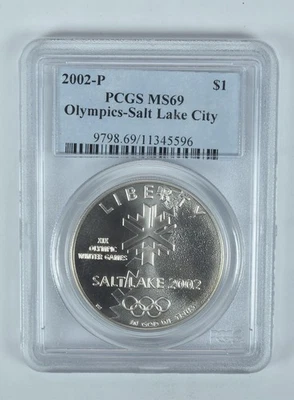 2002-P $1
PCGS MS69
Olympics-Salt Lake City
9798.69/11345596
LIBERTY
XIX
OLYMPIC
WINTER GAMES
SALT LAKE 2002
IN GOD WE TRUST